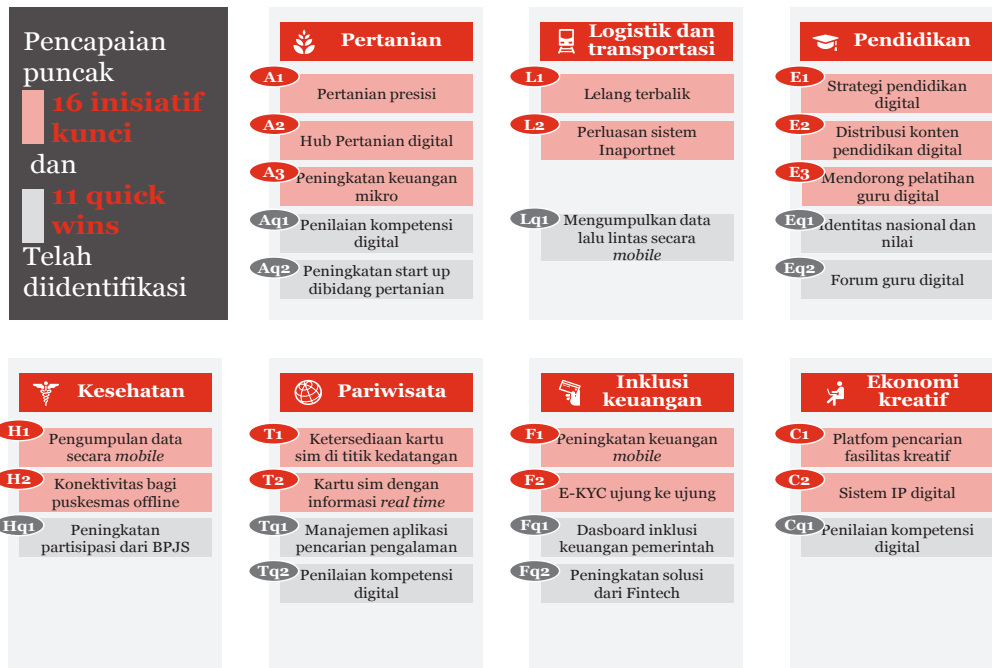 Pencapaian
puncak
16 inisiatif
kunci
dan
11 quick
wins
Telah
diidentifikasi
Pertanian
A1
Pertanian presisi
A2
Hub Pertanian digital
A3
Peningkatan keuangan
mikro
Aq1
Penilaian kompetensi
digital
Aq2
Peningkatan start up
dibidang pertanian
Logistik dan
transportasi
L1
Lelang terbalik
L2
Perluasan sistem
Inaportnet
Lq1
Mengumpulkan data
lalu lintas secara
mobile
Pendidikan
E1
Strategi pendidikan
digital
E2
Distribusi konten
pendidikan digital
E3
Mendorong pelatihan
guru digital
Eq1
Identitas nasional dan
nilai
Eq2
Forum guru digital
Kesehatan
H1
Pengumpulan data
secara mobile
H2
Konektivitas bagi
puskesmas offline
Hq1
Peningkatan
partisipasi dari BPJS
Pariwisata
T1
Ketersediaan kartu
sim di titik kedatangan
T2
Kartu sim dengan
informasi real time
Tq1
Manajemen aplikasi
pencarian pengalaman
Tq2
Penilaian kompetensi
digital
Inklusi
keuangan
F1
Peningkatan keuangan
mobile
F2
E-KYC ujung ke ujung
Fq1
Dasboard inklusi
keuangan pemerintah
Fq2
Peningkatan solusi
dari Fintech
Ekonomi
kreatif
C1
Platfom pencarian
fasilitas kreatif
C2
Sistem IP digital
Cq1
Penilaian kompetensi
digital